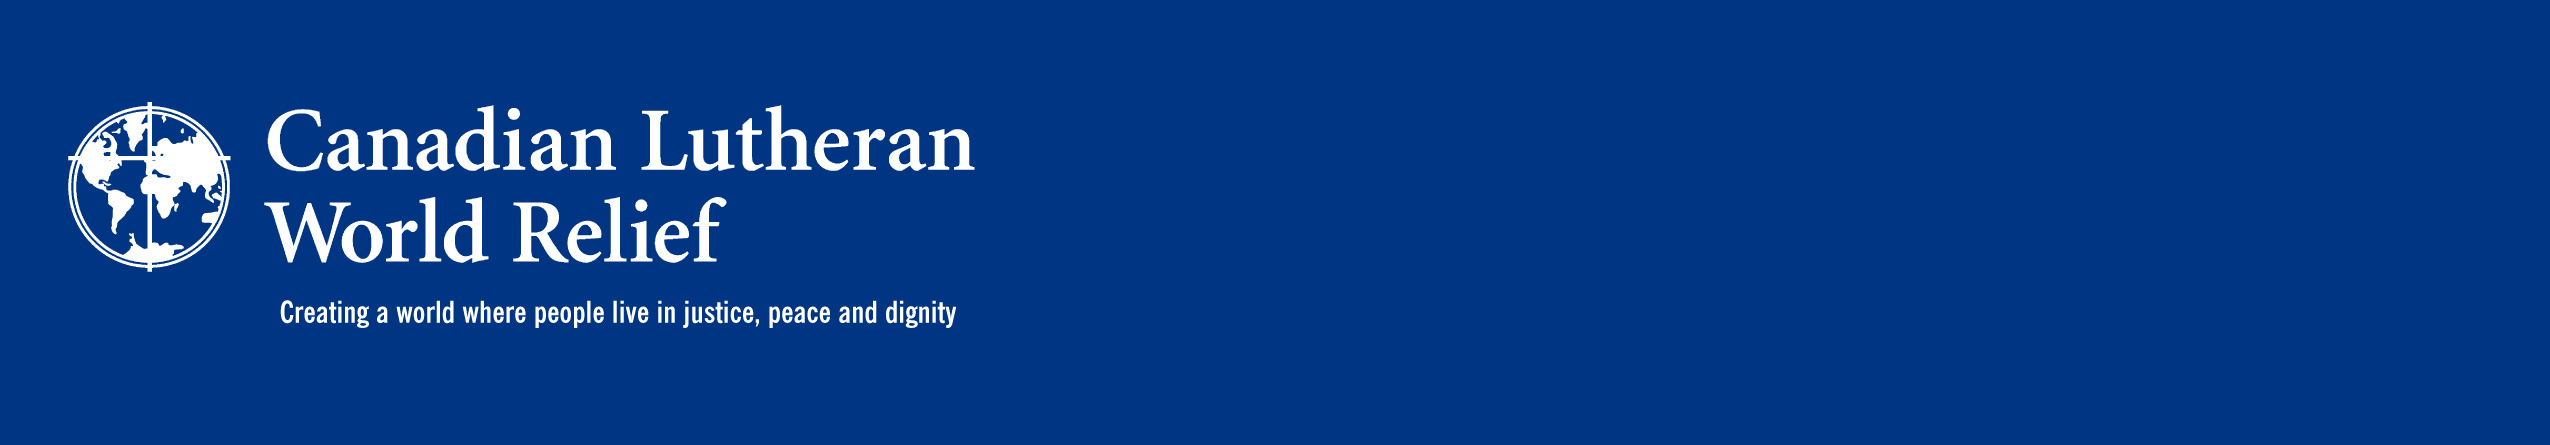 Canadian Lutheran
World Relief
Creating a world where people live in justice, peace and dignity